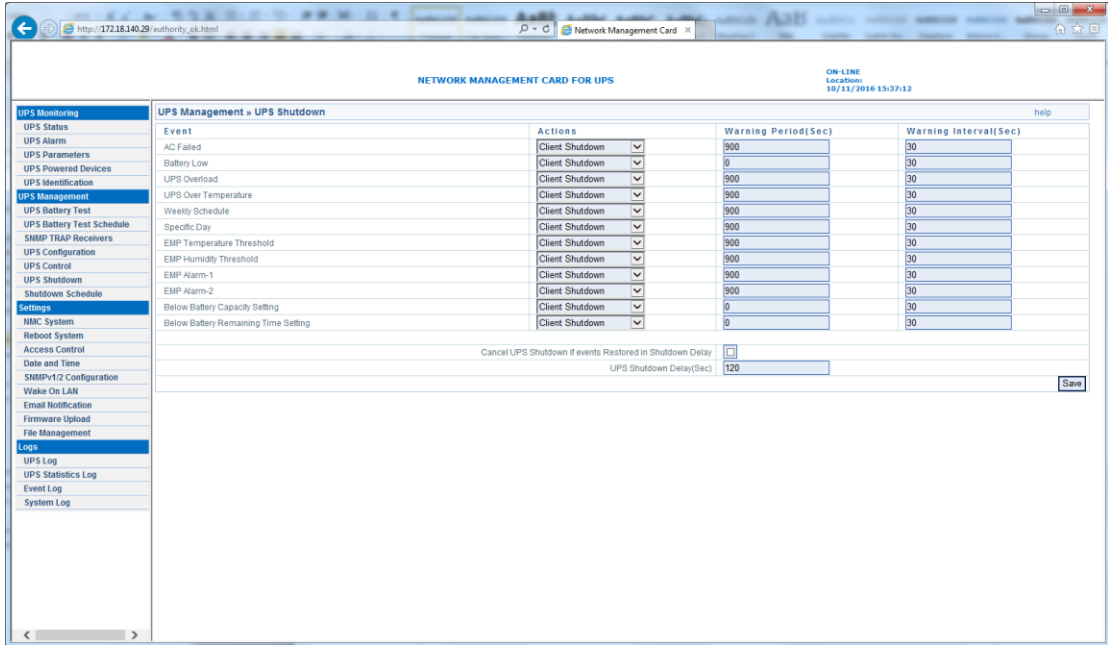 http://172.18.140.29/authority_ok.html
Network Management Card
NETWORK MANAGEMENT CARD FOR UPS
ON-LINE
Location:
10/11/2016 15:37:12
UPS Monitoring
UPS Status
UPS Alarm
UPS Parameters
UPS Powered Devices
UPS Identification
UPS Management
UPS Battery Test
UPS Battery Test Schedule
SNMP TRAP Receivers
UPS Configuration
UPS Control
UPS Shutdown
Shutdown Schedule
Settings
NMC System
Reboot System
Access Control
Date and Time
SNMPv1/2 Configuration
Wake On LAN
Email Notification
Firmware Upload
File Management
Logs
UPS Log
UPS Statistics Log
Event Log
System Log
UPS Management » UPS Shutdown help
Event Actions Warning Period(Sec) Warning Interval(Sec)
AC Failed Client Shutdown 900 30
Battery Low Client Shutdown 0 30
UPS Overload Client Shutdown 900 30
UPS Over Temperature Client Shutdown 900 30
Weekly Schedule Client Shutdown 900 30
Specific Day Client Shutdown 900 30
EMP Temperature Threshold Client Shutdown 900 30
EMP Humidity Threshold Client Shutdown 900 30
EMP Alarm-1 Client Shutdown 900 30
EMP Alarm-2 Client Shutdown 900 30
Below Battery Capacity Setting Client Shutdown 0 30
Below Battery Remaining Time Setting Client Shutdown 0 30
Cancel UPS Shutdown if events Restored in Shutdown Delay
UPS Shutdown Delay(Sec) 120
Save